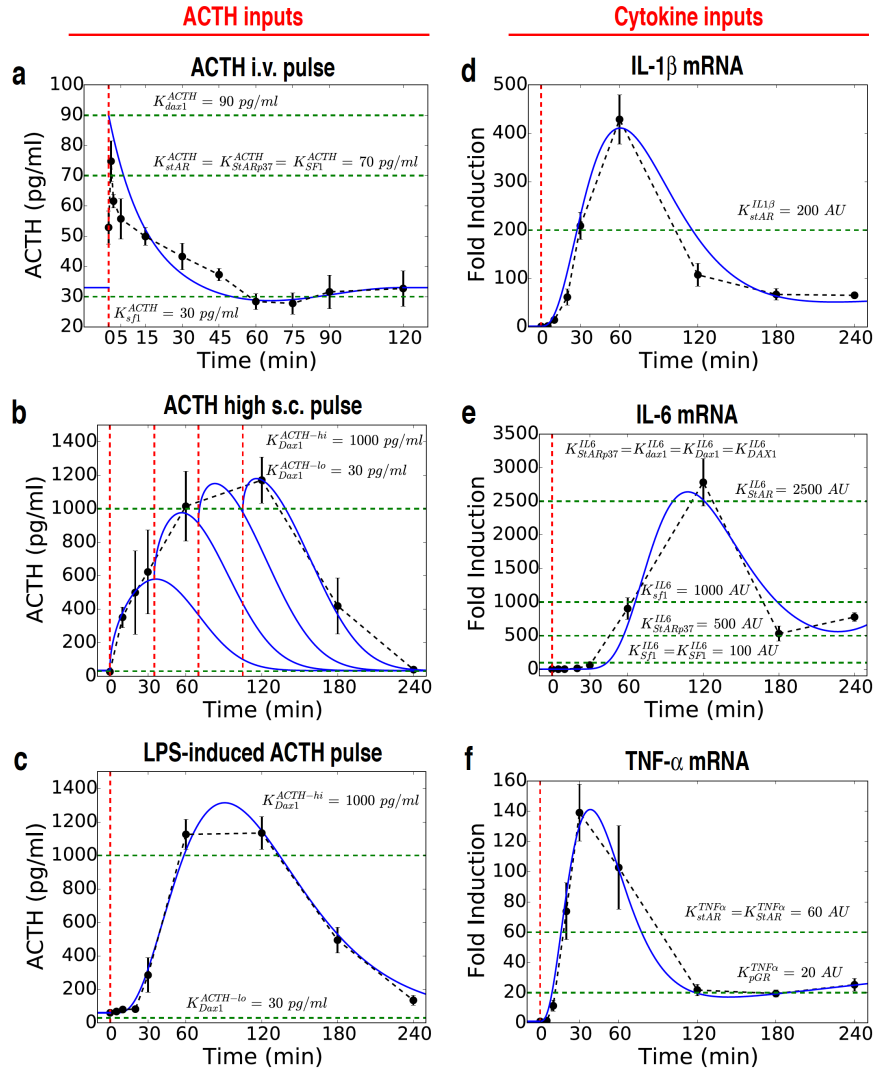 ACTH inputs
a
ACTH i.v. pulse
K_{dax1}^{ACTH} = 90 pg/ml
K_{stAR}^{ACTH} = K_{StARp37}^{ACTH} = K_{SF1}^{ACTH} = 70 pg/ml
K_{sf1}^{ACTH} = 30 pg/ml
ACTH (pg/ml)
100
90
80
70
60
50
40
30
20
0 5 15 30 45 60 75 90 120
Time (min)
b
ACTH high s.c. pulse
K_{Dax1}^{ACTH-hi} = 1000 pg/ml
K_{Dax1}^{ACTH-lo} = 30 pg/ml
ACTH (pg/ml)
1400
1200
1000
800
600
400
200
0
0 30 60 120 180 240
Time (min)
c
LPS-induced ACTH pulse
K_{Dax1}^{ACTH-hi} = 1000 pg/ml
K_{Dax1}^{ACTH-lo} = 30 pg/ml
ACTH (pg/ml)
1400
1200
1000
800
600
400
200
0
0 30 60 120 180 240
Time (min)
Cytokine inputs
d
IL-1β mRNA
K_{stAR}^{IL1β} = 200 AU
Fold Induction
500
400
300
200
100
0
0 30 60 120 180 240
Time (min)
e
IL-6 mRNA
K_{StARp37}^{IL6} = K_{dax1}^{IL6} = K_{Dax1}^{IL6} = K_{DAX1}^{IL6}
K_{StAR}^{IL6} = 2500 AU
K_{sf1}^{IL6} = 1000 AU
K_{StARp37}^{IL6} = 500 AU
K_{Sf1}^{IL6} = K_{SF1}^{IL6} = 100 AU
Fold Induction
3500
3000
2500
2000
1500
1000
500
0
0 30 60 120 180 240
Time (min)
f
TNF-α mRNA
K_{stAR}^{TNFα} = K_{StAR}^{TNFα} = 60 AU
K_{pGR}^{TNFα} = 20 AU
Fold Induction
160
140
120
100
80
60
40
20
0
0 30 60 120 180 240
Time (min)